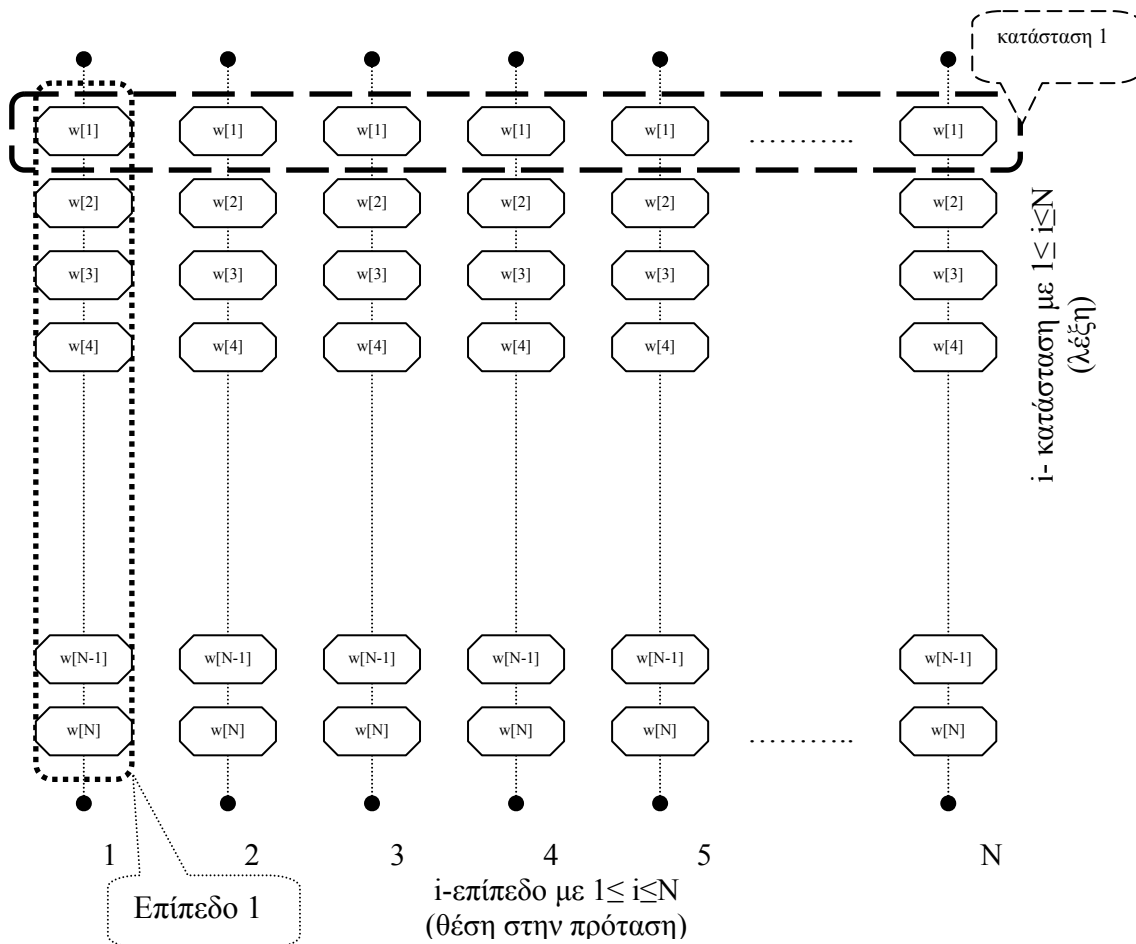 κατάσταση 1
w[1] w[1] w[1] w[1] w[1] ........... w[1]
w[2] w[2] w[2] w[2] w[2] w[2]
w[3] w[3] w[3] w[3] w[3] w[3]
w[4] w[4] w[4] w[4] w[4] w[4]
i- κατάσταση με 1≤ i≤N
(λέξη)
w[N-1] w[N-1] w[N-1] w[N-1] w[N-1] w[N-1]
w[N] w[N] w[N] w[N] w[N] ........... w[N]
1 2 3 4 5 N
Επίπεδο 1
i-επίπεδο με 1≤ i≤N
(θέση στην πρόταση)